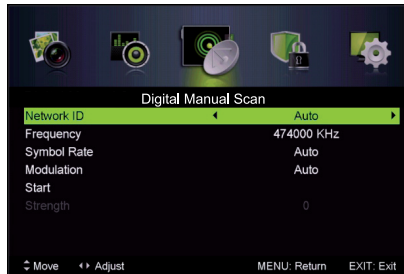 Digital Manual Scan
Network ID Auto
Frequency 474000 KHz
Symbol Rate Auto
Modulation Auto
Start
Strength 0
Move Adjust MENU: Return EXIT: Exit